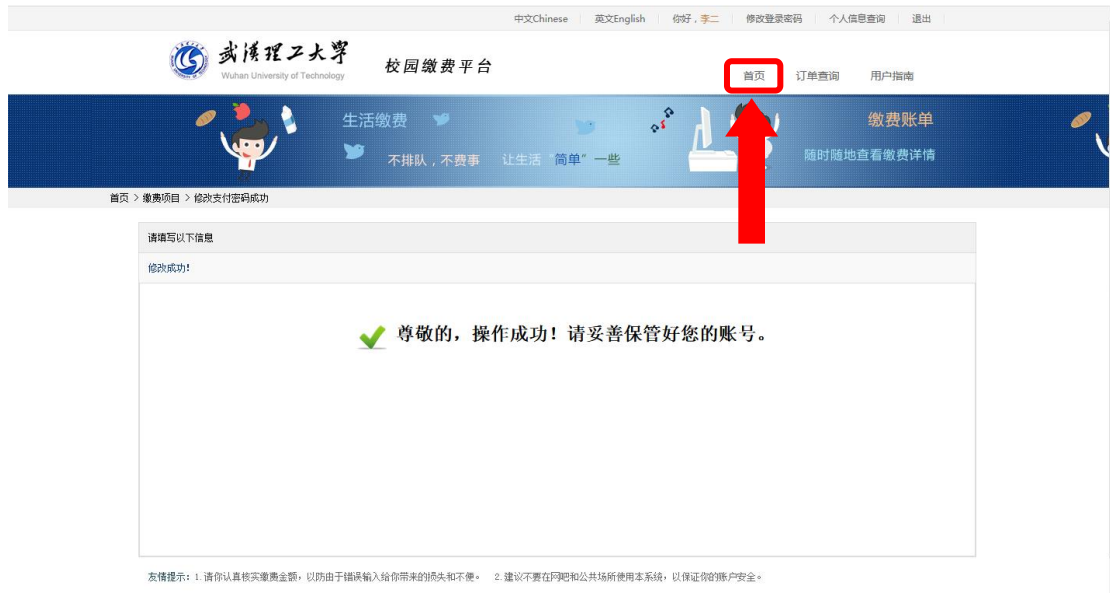 中文Chinese 英文English 你好,李二 修改登录密码 个人信息查询 退出
武汉理工大学
Wuhan University of Technology
校园缴费平台
首页 订单查询 用户指南
生活缴费
不排队,不费事 让生活“简单”一些
缴费账单
随时随地查看缴费详情
首页 > 缴费项目 > 修改支付密码成功
请填写以下信息
修改成功!
尊敬的,操作成功!请妥善保管好您的账号。
友情提示:1.请你认真核实缴费金额,以防由于错误输入给你带来的损失和不便。 2.建议不要在网吧和公共场所使用本系统,以保证你的账户安全。